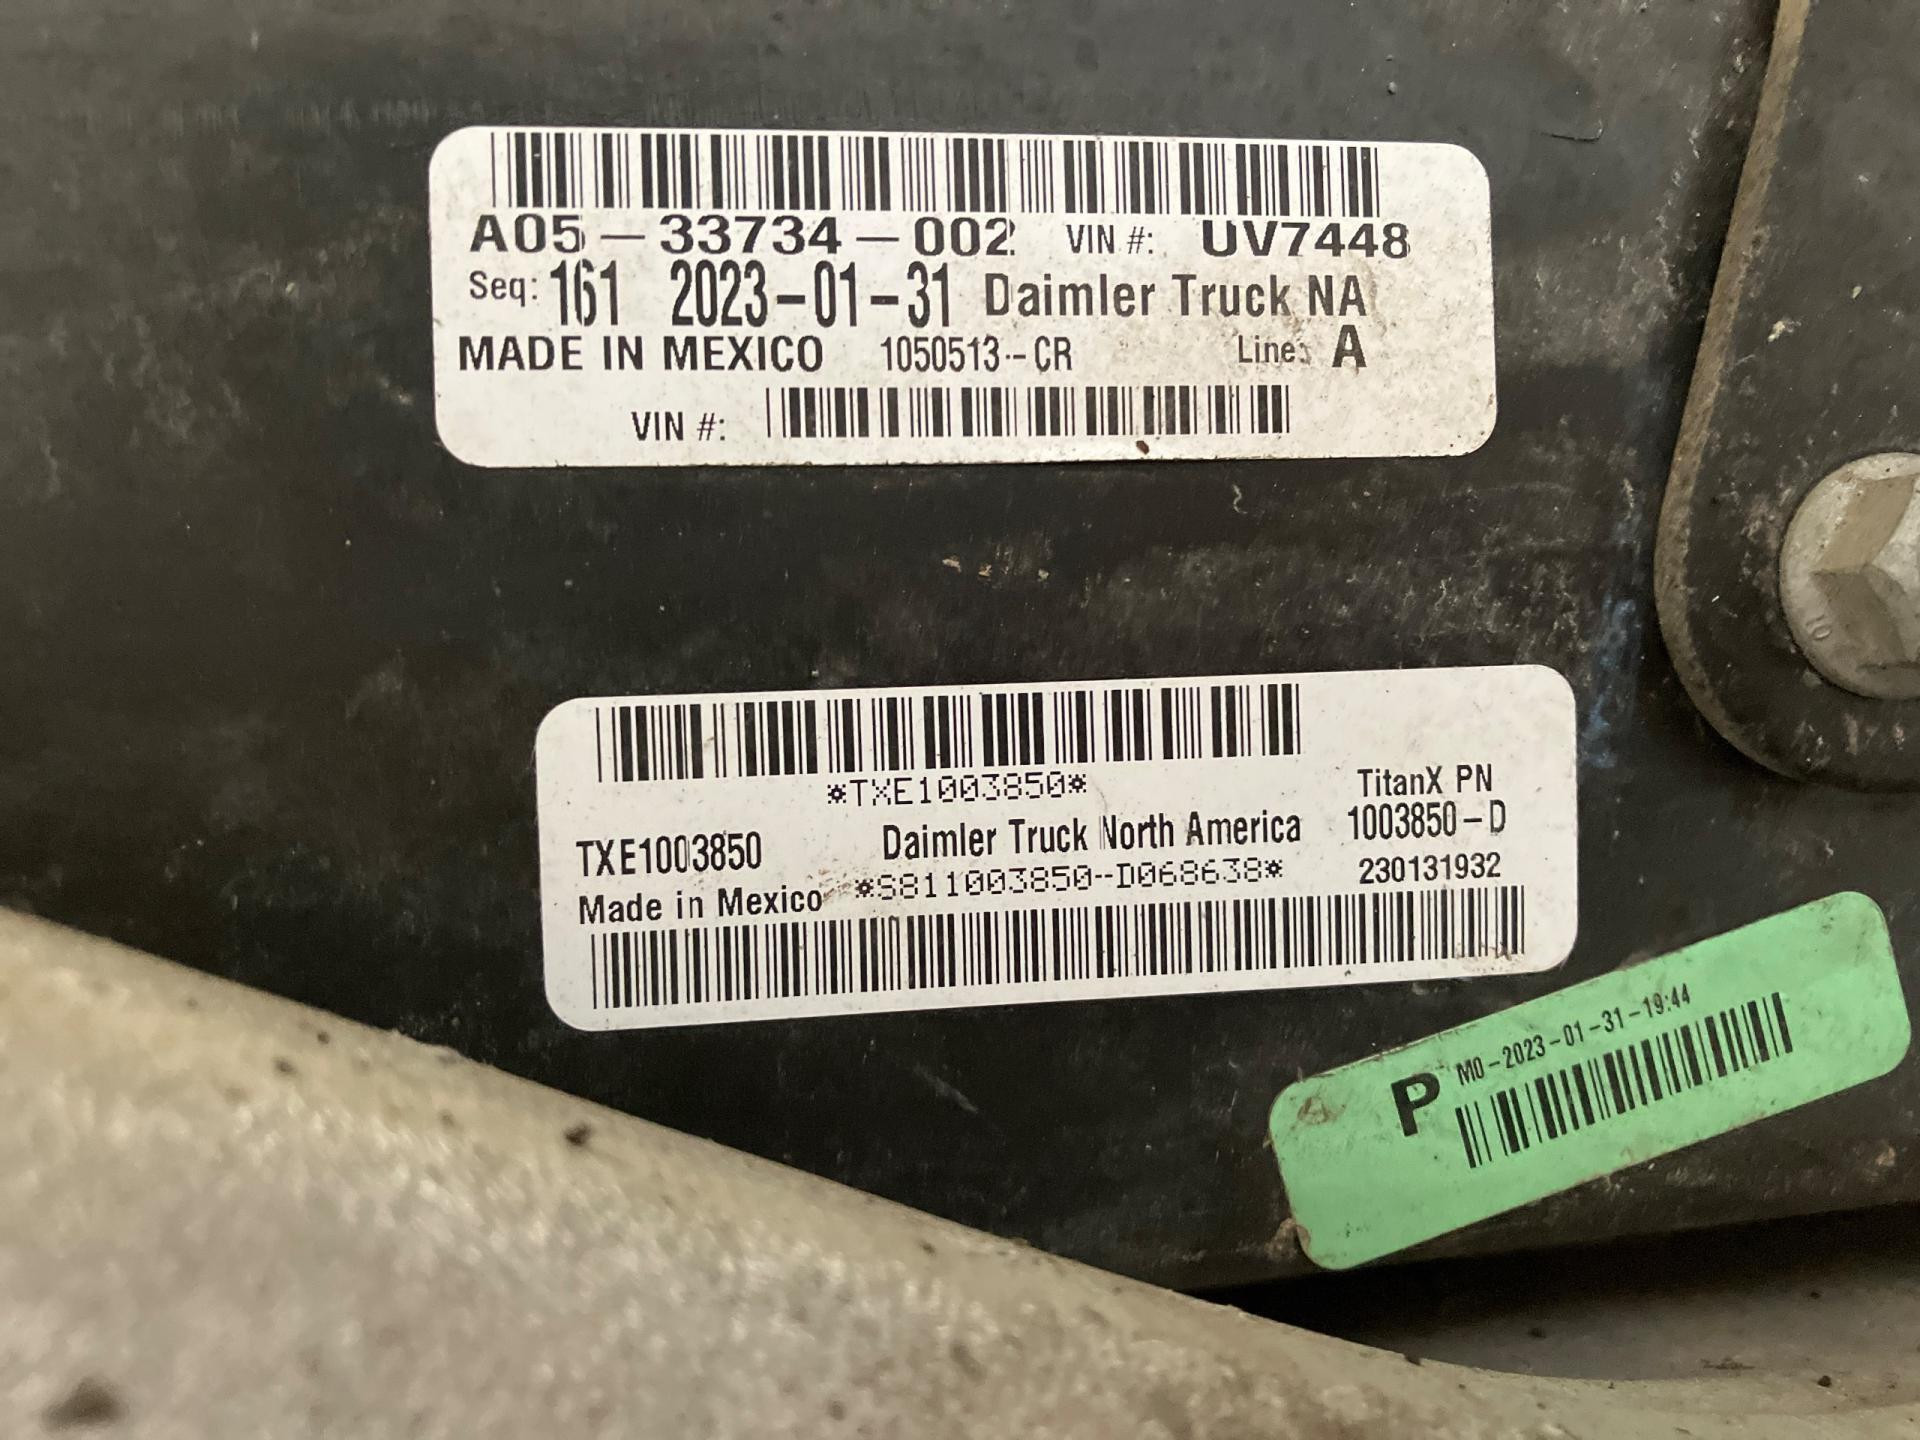 A05-33734-002 VIN #: UV7448
Seq: 161 2023-01-31 Daimler Truck NA
MADE IN MEXICO 1050513-CR Line: A
VIN #:
*TXE1003850*
TitanX PN
TXE1003850 Daimler Truck North America 1003850-D
Made in Mexico *S811003850-D068638* 230131932
P M0-2023-01-31-19:44
10